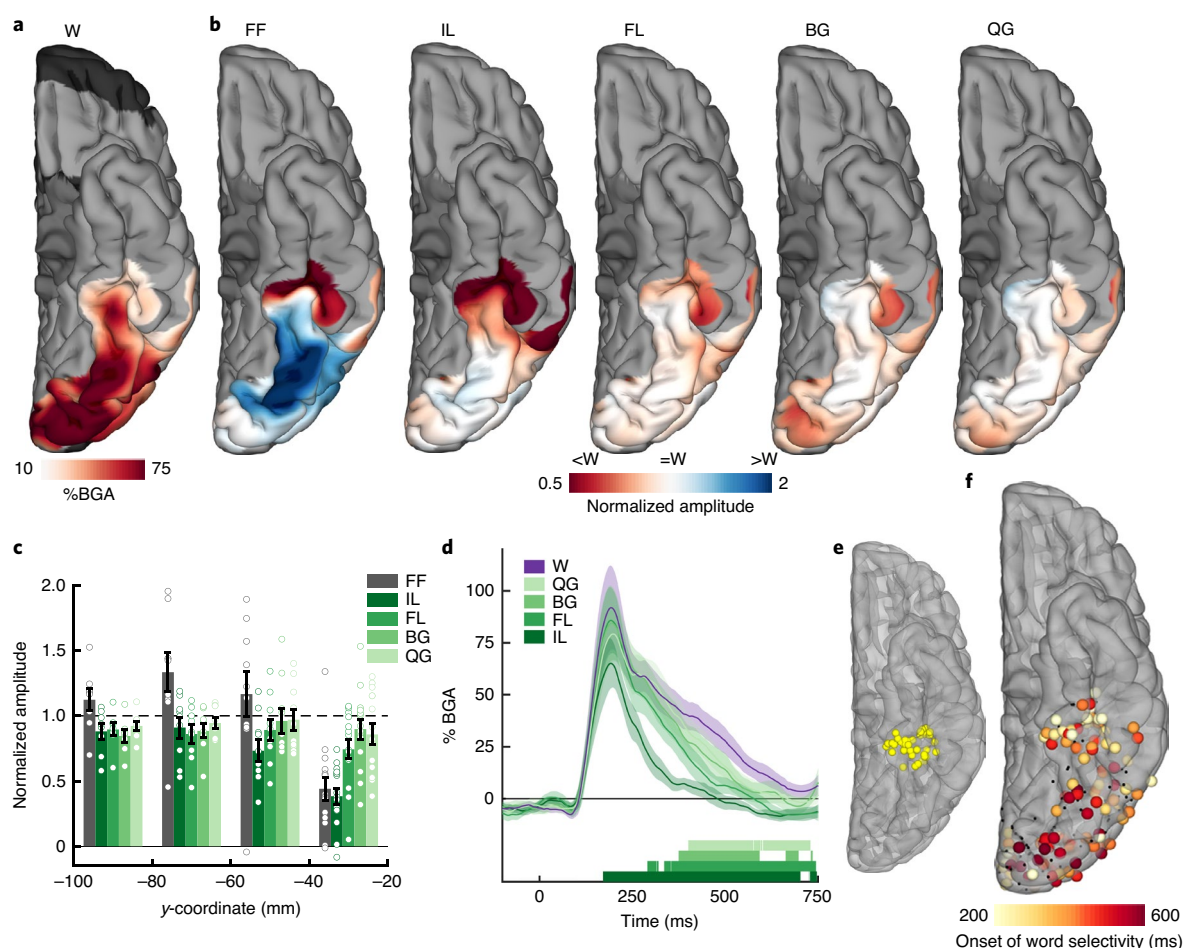 a
W
b
FF
IL
FL
BG
QG
10
75
%BGA
<W
=W
>W
0.5
2
Normalized amplitude
c
2.0
1.5
1.0
0.5
0
Normalized amplitude
FF
IL
FL
BG
QG
−100
−80
−60
−40
−20
y-coordinate (mm)
d
W
QG
BG
FL
IL
100
75
50
25
0
% BGA
0
250
500
750
Time (ms)
e
f
200
600
Onset of word selectivity (ms)